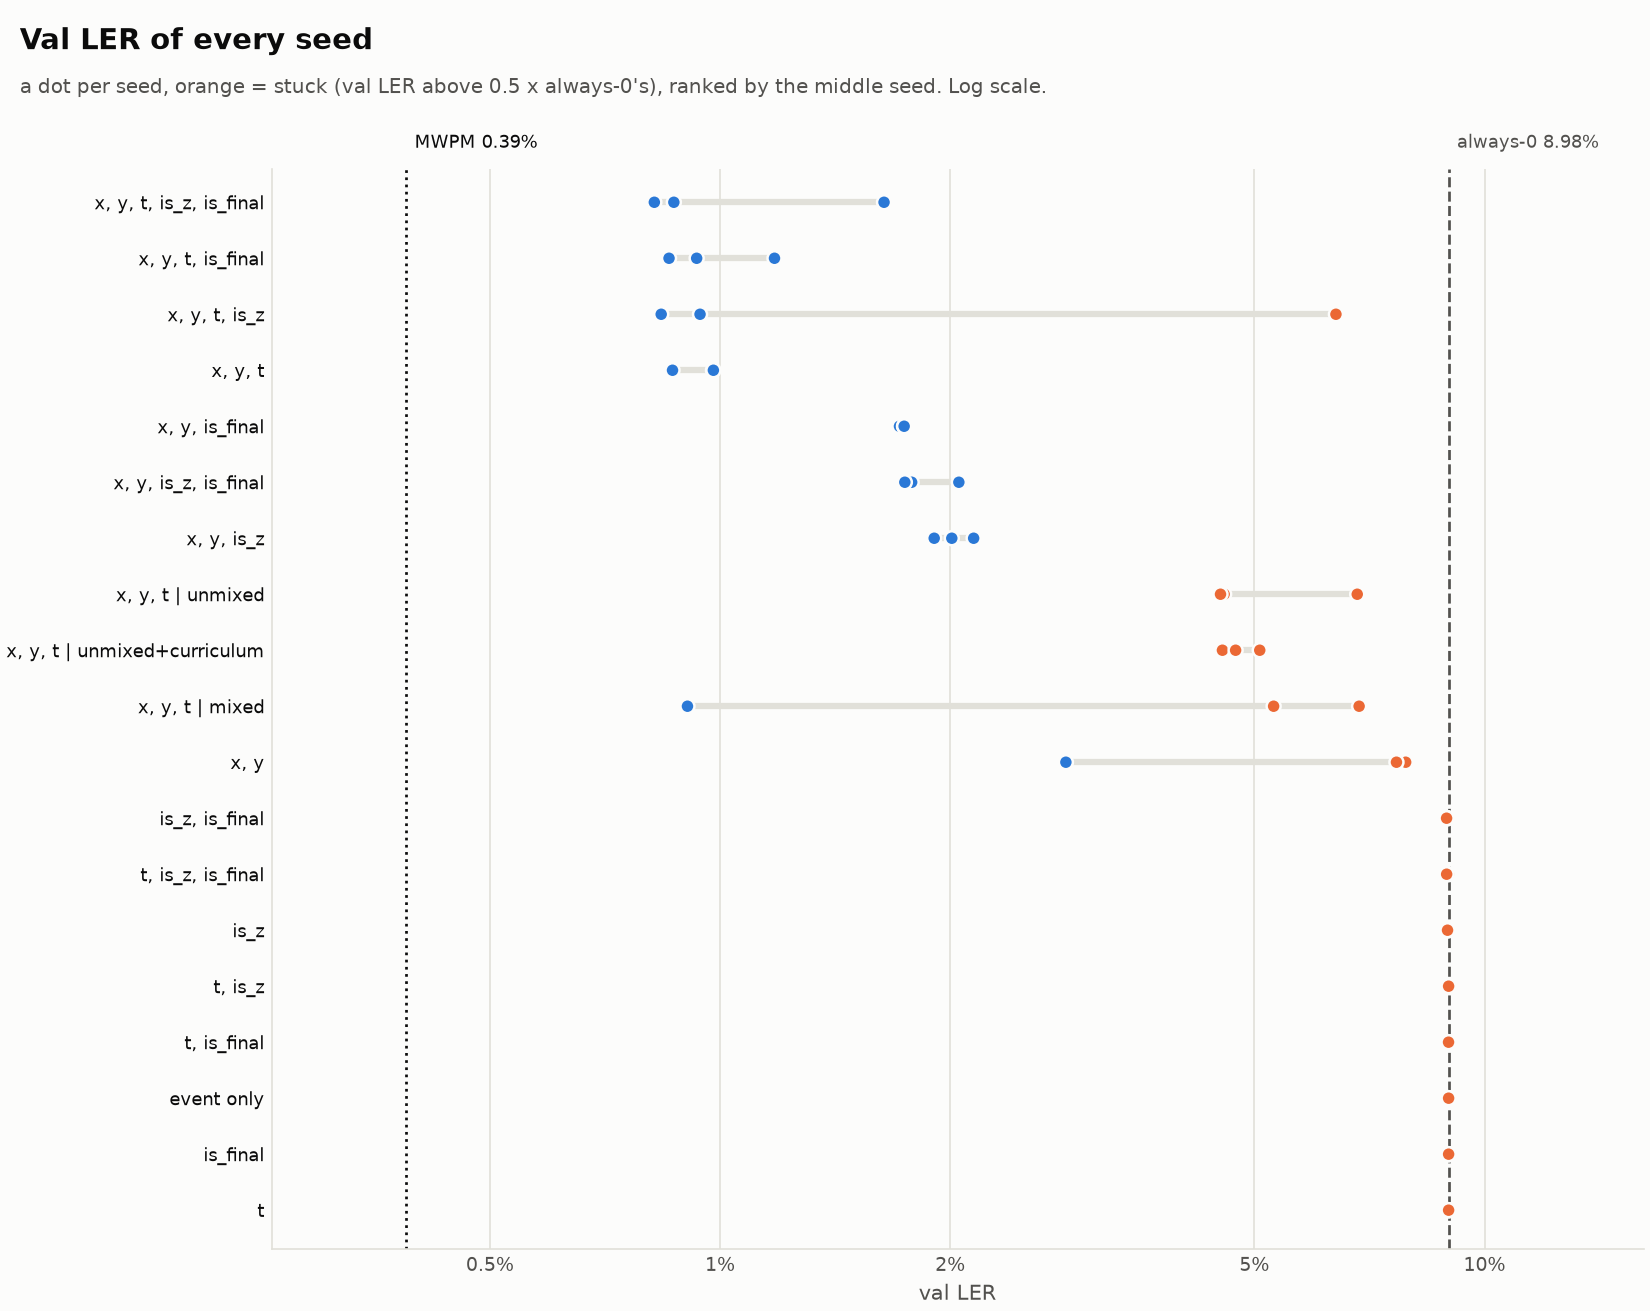 Val LER of every seed
a dot per seed, orange = stuck (val LER above 0.5 x always-0's), ranked by the middle seed. Log scale.
MWPM 0.39%
always-0 8.98%
x, y, t, is_z, is_final
x, y, t, is_final
x, y, t, is_z
x, y, t
x, y, is_final
x, y, is_z, is_final
x, y, is_z
x, y, t | unmixed
x, y, t | unmixed+curriculum
x, y, t | mixed
x, y
is_z, is_final
t, is_z, is_final
is_z
t, is_z
t, is_final
event only
is_final
t
0.5%
1%
2%
5%
10%
val LER